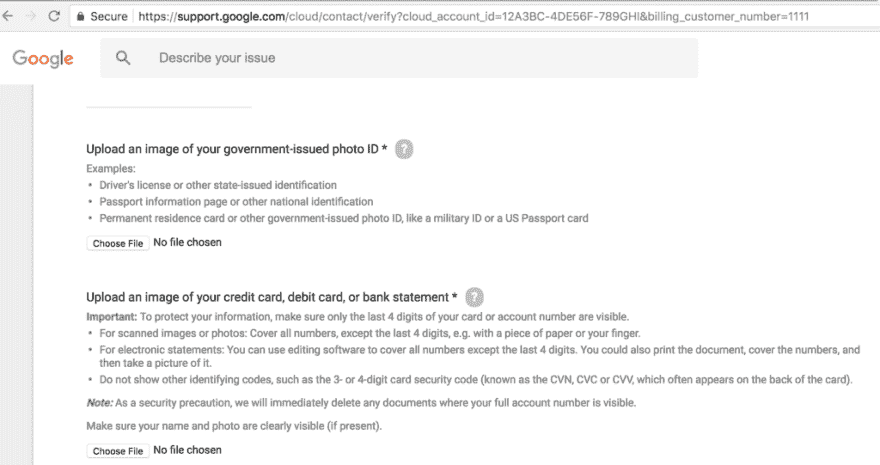 Secure https://support.google.com/cloud/contact/verify?cloud_account_id=12A3BC-4DE56F-789GHI&billing_customer_number=1111
Google Describe your issue
Upload an image of your government-issued photo ID * ?
Examples:
• Driver's license or other state-issued identification
• Passport information page or other national identification
• Permanent residence card or other government-issued photo ID, like a military ID or a US Passport card
Choose File No file chosen
Upload an image of your credit card, debit card, or bank statement * ?
Important: To protect your information, make sure only the last 4 digits of your card or account number are visible.
• For scanned images or photos: Cover all numbers, except the last 4 digits, e.g. with a piece of paper or your finger.
• For electronic statements: You can use editing software to cover all numbers except the last 4 digits. You could also print the document, cover the numbers, and
then take a picture of it.
• Do not show other identifying codes, such as the 3- or 4-digit card security code (known as the CVN, CVC or CVV, which often appears on the back of the card).
Note: As a security precaution, we will immediately delete any documents where your full account number is visible.
Make sure your name and photo are clearly visible (if present).
Choose File No file chosen